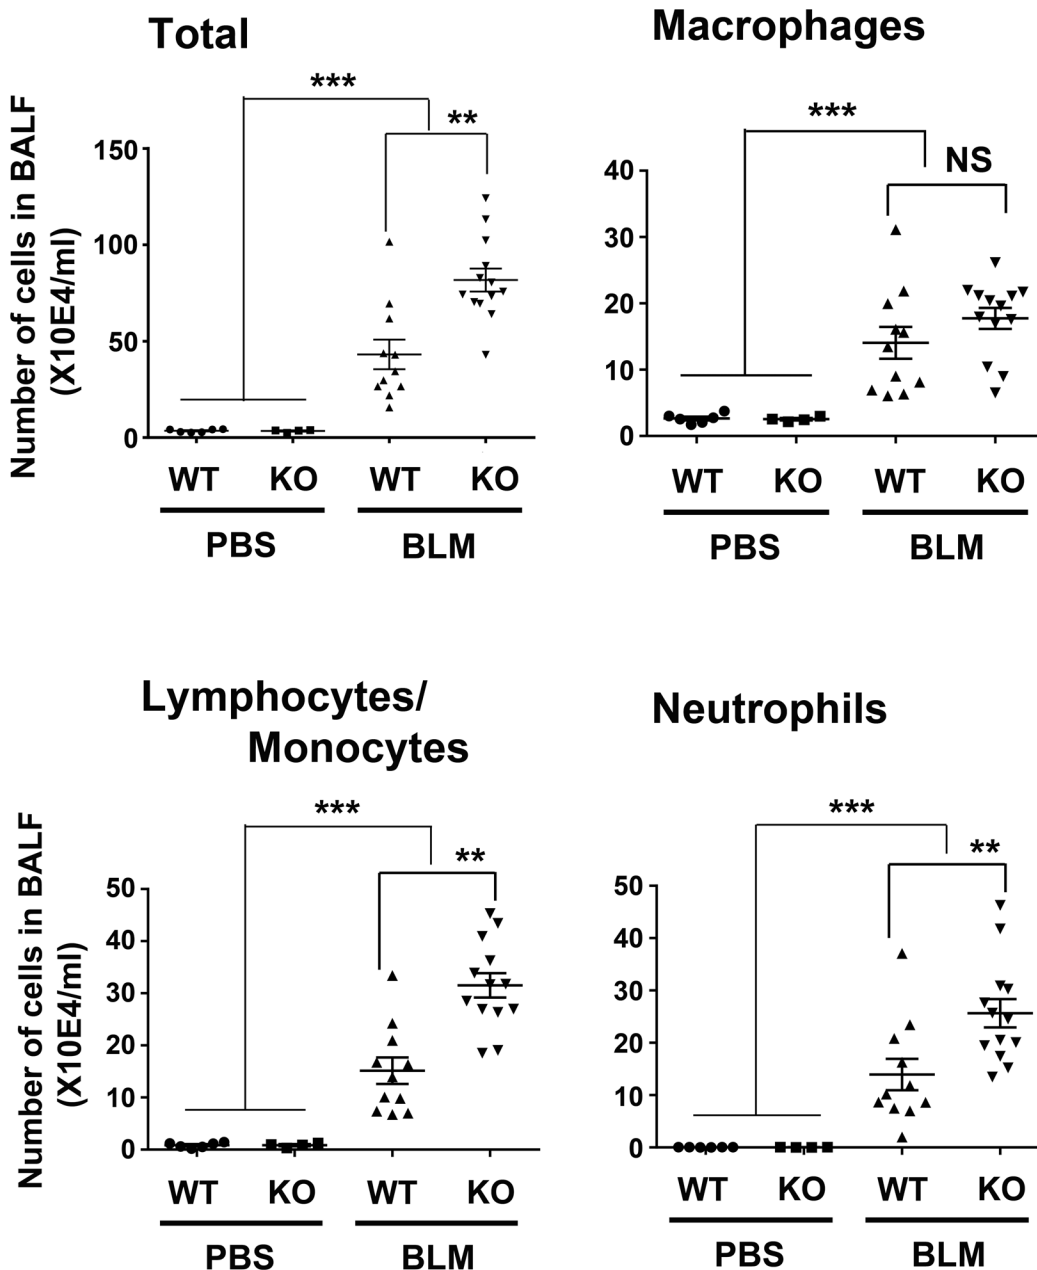 Total
Number of cells in BALF
(X10E4/ml)
***
**
150
100
50
0
WT KO WT KO
PBS BLM
Macrophages
***
NS
40
30
20
10
0
WT KO WT KO
PBS BLM
Lymphocytes/
Monocytes
Number of cells in BALF
(X10E4/ml)
***
**
50
40
30
20
10
0
WT KO WT KO
PBS BLM
Neutrophils
***
**
50
40
30
20
10
0
WT KO WT KO
PBS BLM